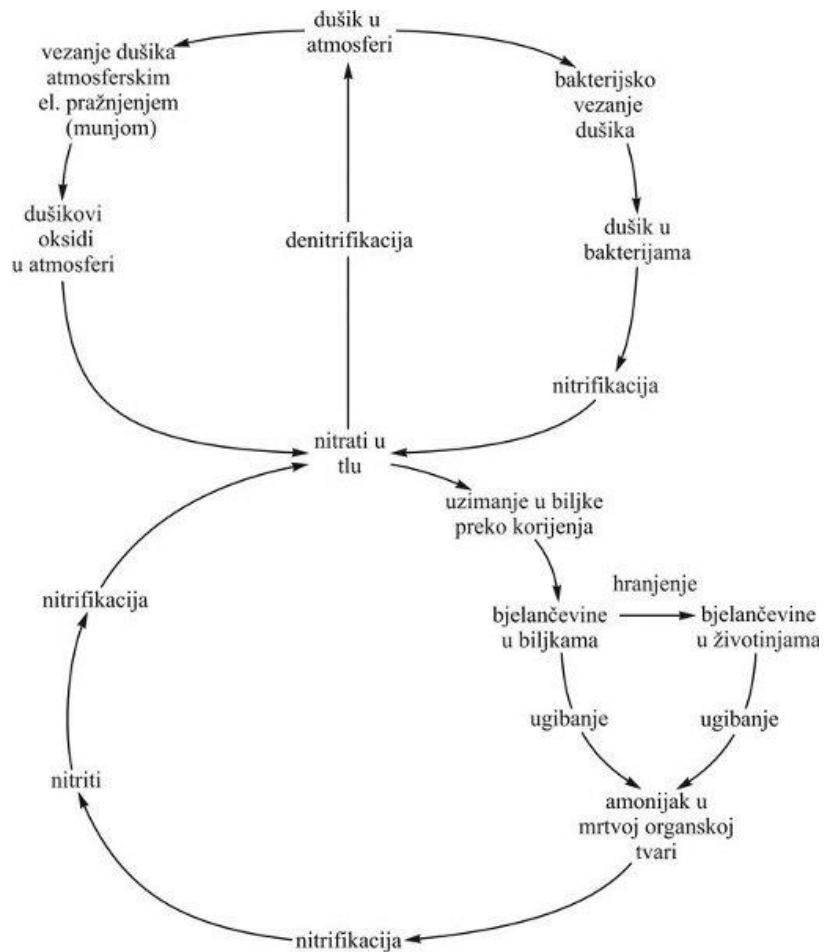 dušik u
atmosferi
vezanje dušika
atmosferskim
el. pražnjenjem
(munjom)
bakterijsko
vezanje
dušika
dušikovi
oksidi
u atmosferi
denitrifikacija
dušik u
bakterijama
nitrifikacija
nitrati u
tlu
uzimanje u biljke
preko korijenja
nitrifikacija
hranjenje
bjelančevine
u biljkama
bjelančevine
u životinjama
ugibanje
ugibanje
nitriti
amonijak u
mrtvoj organskoj
tvari
nitrifikacija